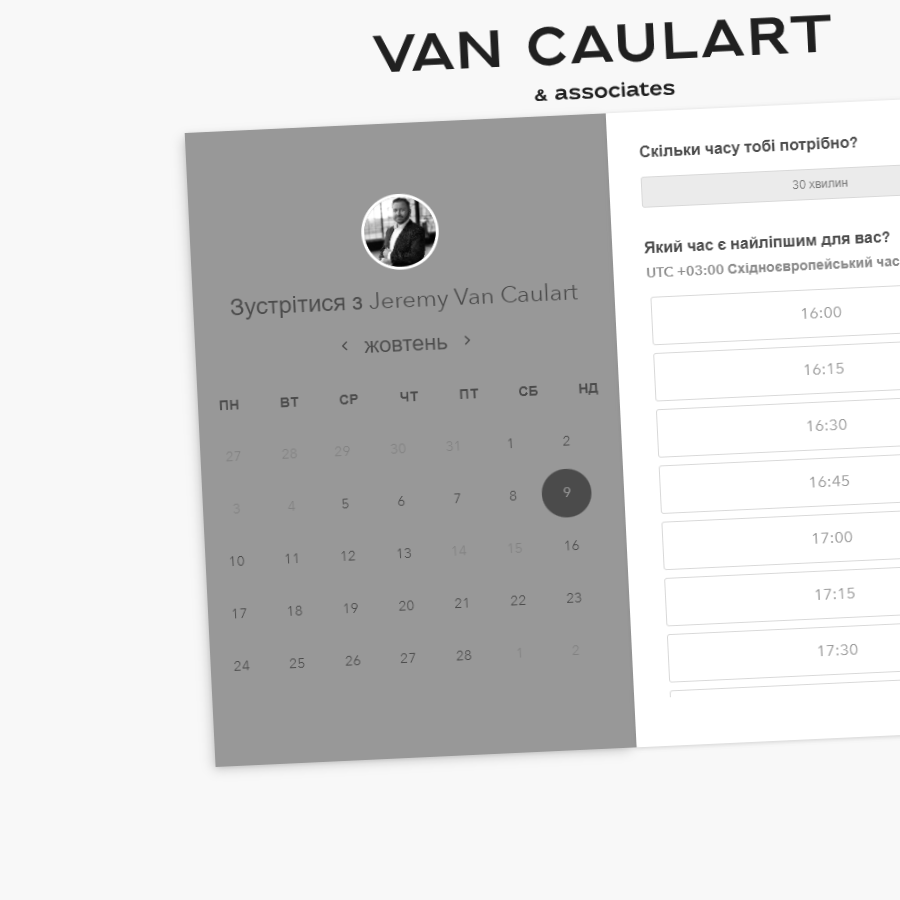 VAN CAULART
& associates
Зустрітися з Jeremy Van Caulart
жовтень
ПН ВТ СР ЧТ ПТ СБ НД
27 28 29 30 31 1 2
3 4 5 6 7 8 9
10 11 12 13 14 15 16
17 18 19 20 21 22 23
24 25 26 27 28 1 2
Скільки часу тобі потрібно?
30 хвилин
Який час є найліпшим для вас?
UTC +03:00 Східноєвропейський час
16:00
16:15
16:30
16:45
17:00
17:15
17:30